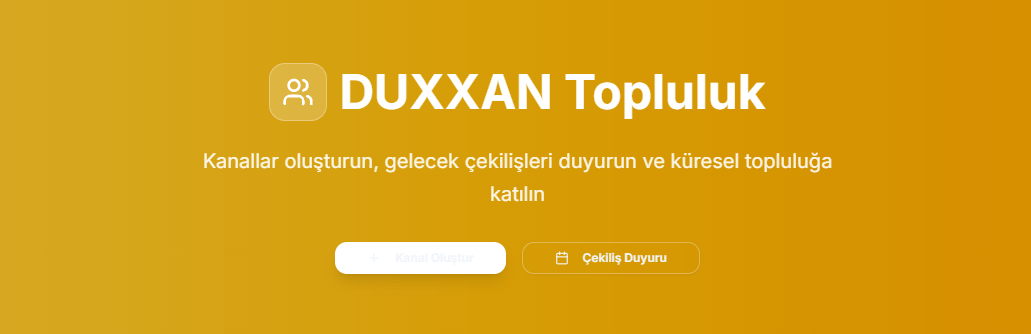 DUXXAN Topluluk
Kanallar oluşturun, gelecek çekilişleri duyurun ve küresel topluluğa
katılın
Kanal Oluştur
Çekiliş Duyuru